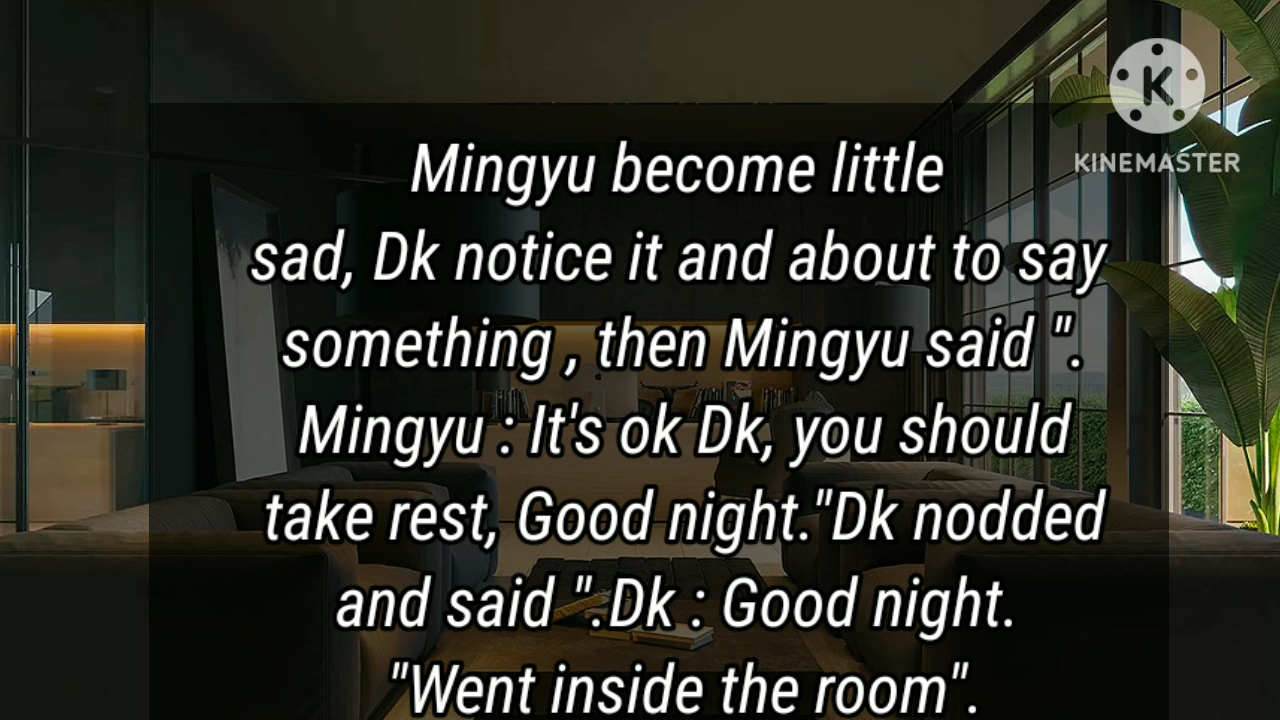 K
KINEMASTER
Mingyu become little
sad, Dk notice it and about to say
something , then Mingyu said ".
Mingyu : It's ok Dk, you should
take rest, Good night."Dk nodded
and said ".Dk : Good night.
"Went inside the room".